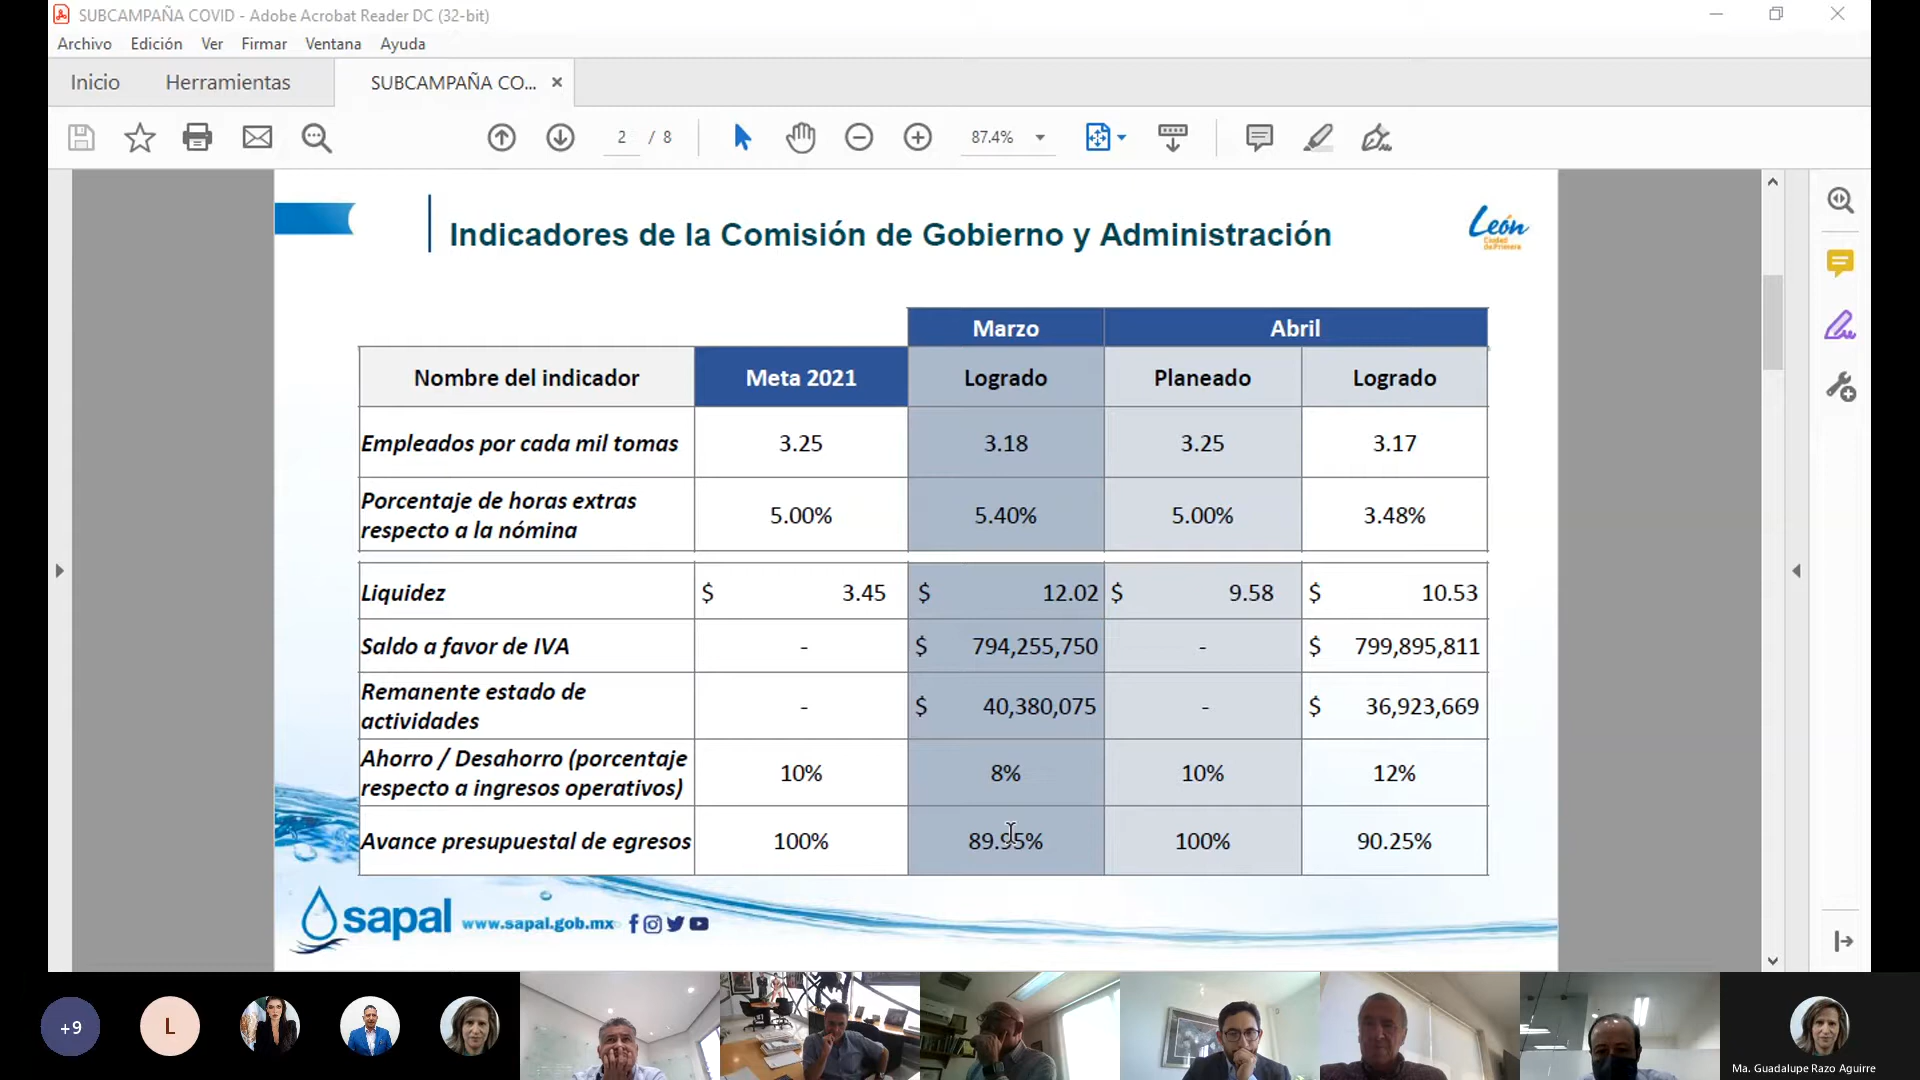 SUBCAMPAÑA COVID - Adobe Acrobat Reader DC (32-bit)
Archivo Edición Ver Firmar Ventana Ayuda
Inicio Herramientas SUBCAMPAÑA CO... ×
2 / 8 87.4%
Indicadores de la Comisión de Gobierno y Administración
León
Ciudad
de Primera
Marzo Abril
Nombre del indicador Meta 2021 Logrado Planeado Logrado
Empleados por cada mil tomas 3.25 3.18 3.25 3.17
Porcentaje de horas extras
respecto a la nómina 5.00% 5.40% 5.00% 3.48%
Liquidez $ 3.45 $ 12.02 $ 9.58 $ 10.53
Saldo a favor de IVA - $ 794,255,750 - $ 799,895,811
Remanente estado de
actividades - $ 40,380,075 - $ 36,923,669
Ahorro / Desahorro (porcentaje
respecto a ingresos operativos) 10% 8% 10% 12%
Avance presupuestal de egresos 100% 89.95% 100% 90.25%
sapal www.sapal.gob.mx
+9 L
Ma. Guadalupe Razo Aguirre